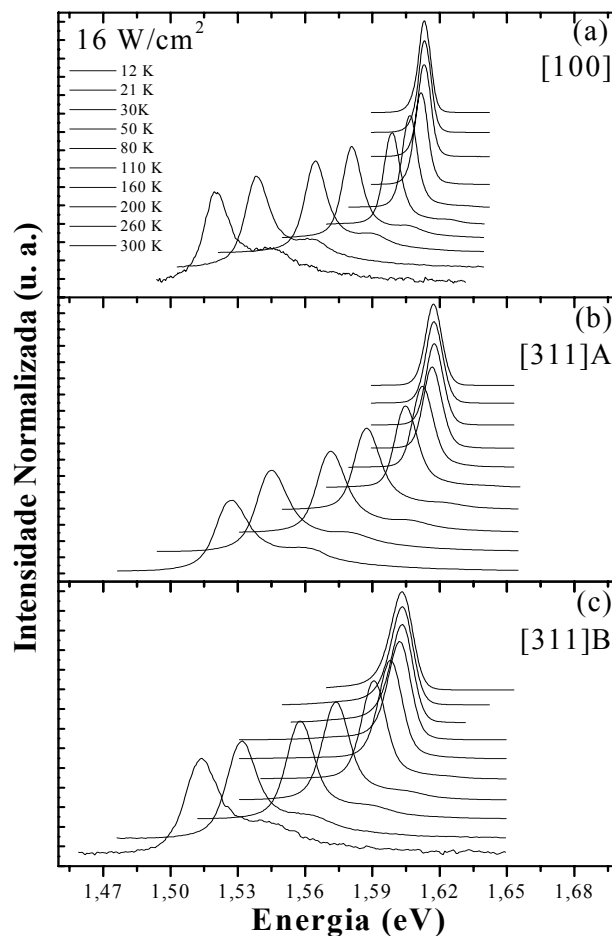 16 W/cm²
(a)
[100]
12 K
21 K
30K
50 K
80 K
110 K
160 K
200 K
260 K
300 K
(b)
[311]A
(c)
[311]B
Intensidade Normalizada (u. a.)
1,47 1,50 1,53 1,56 1,59 1,62 1,65 1,68
Energia (eV)